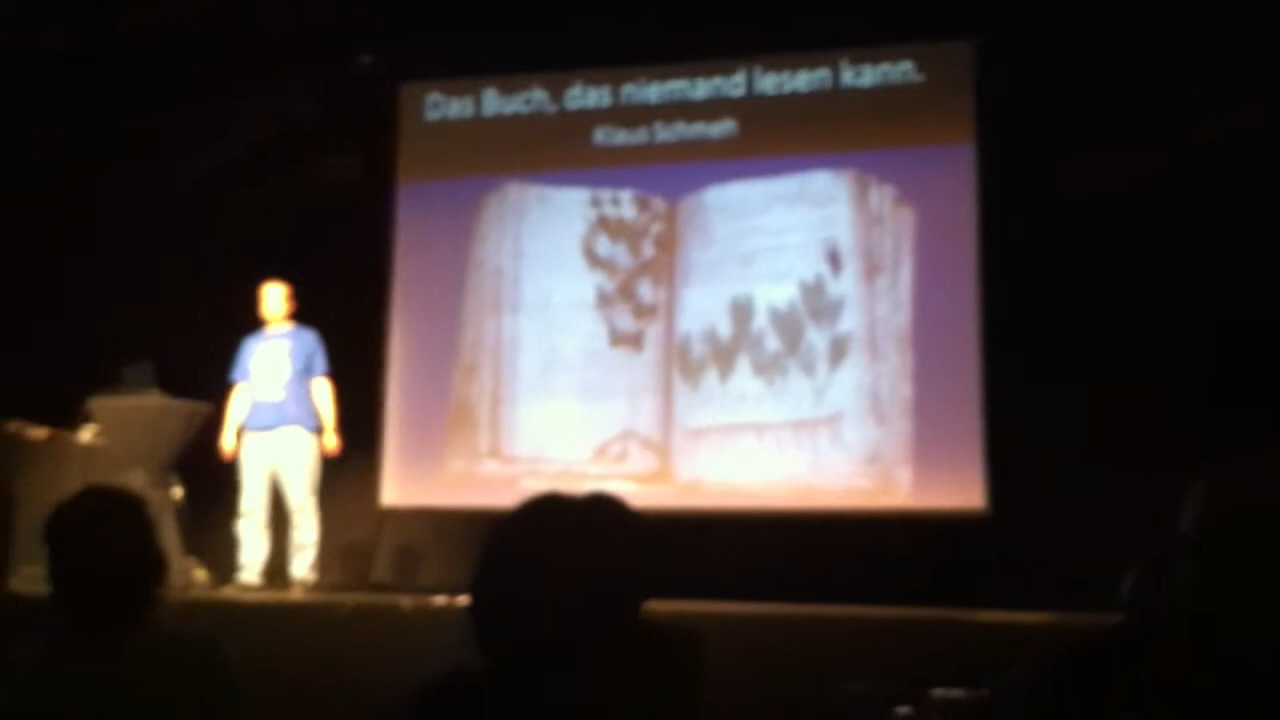 Das Buch, das niemand lesen kann.
Klaus Schmeh